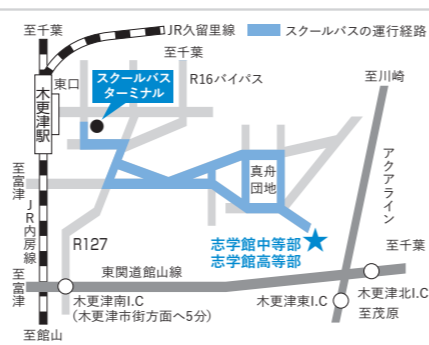 至千葉
JR久留里線
スクールバスの運行経路
至千葉
東口
スクールバス
ターミナル
R16バイパス
至川崎
木更津駅
真舟
団地
アクアライン
至富津
JR内房線
R127
志学館中等部
志学館高等部
至千葉
東関道館山線
至富津
木更津南I.C
(木更津市街方面へ5分)
木更津東I.C
木更津北I.C
至茂原
至館山